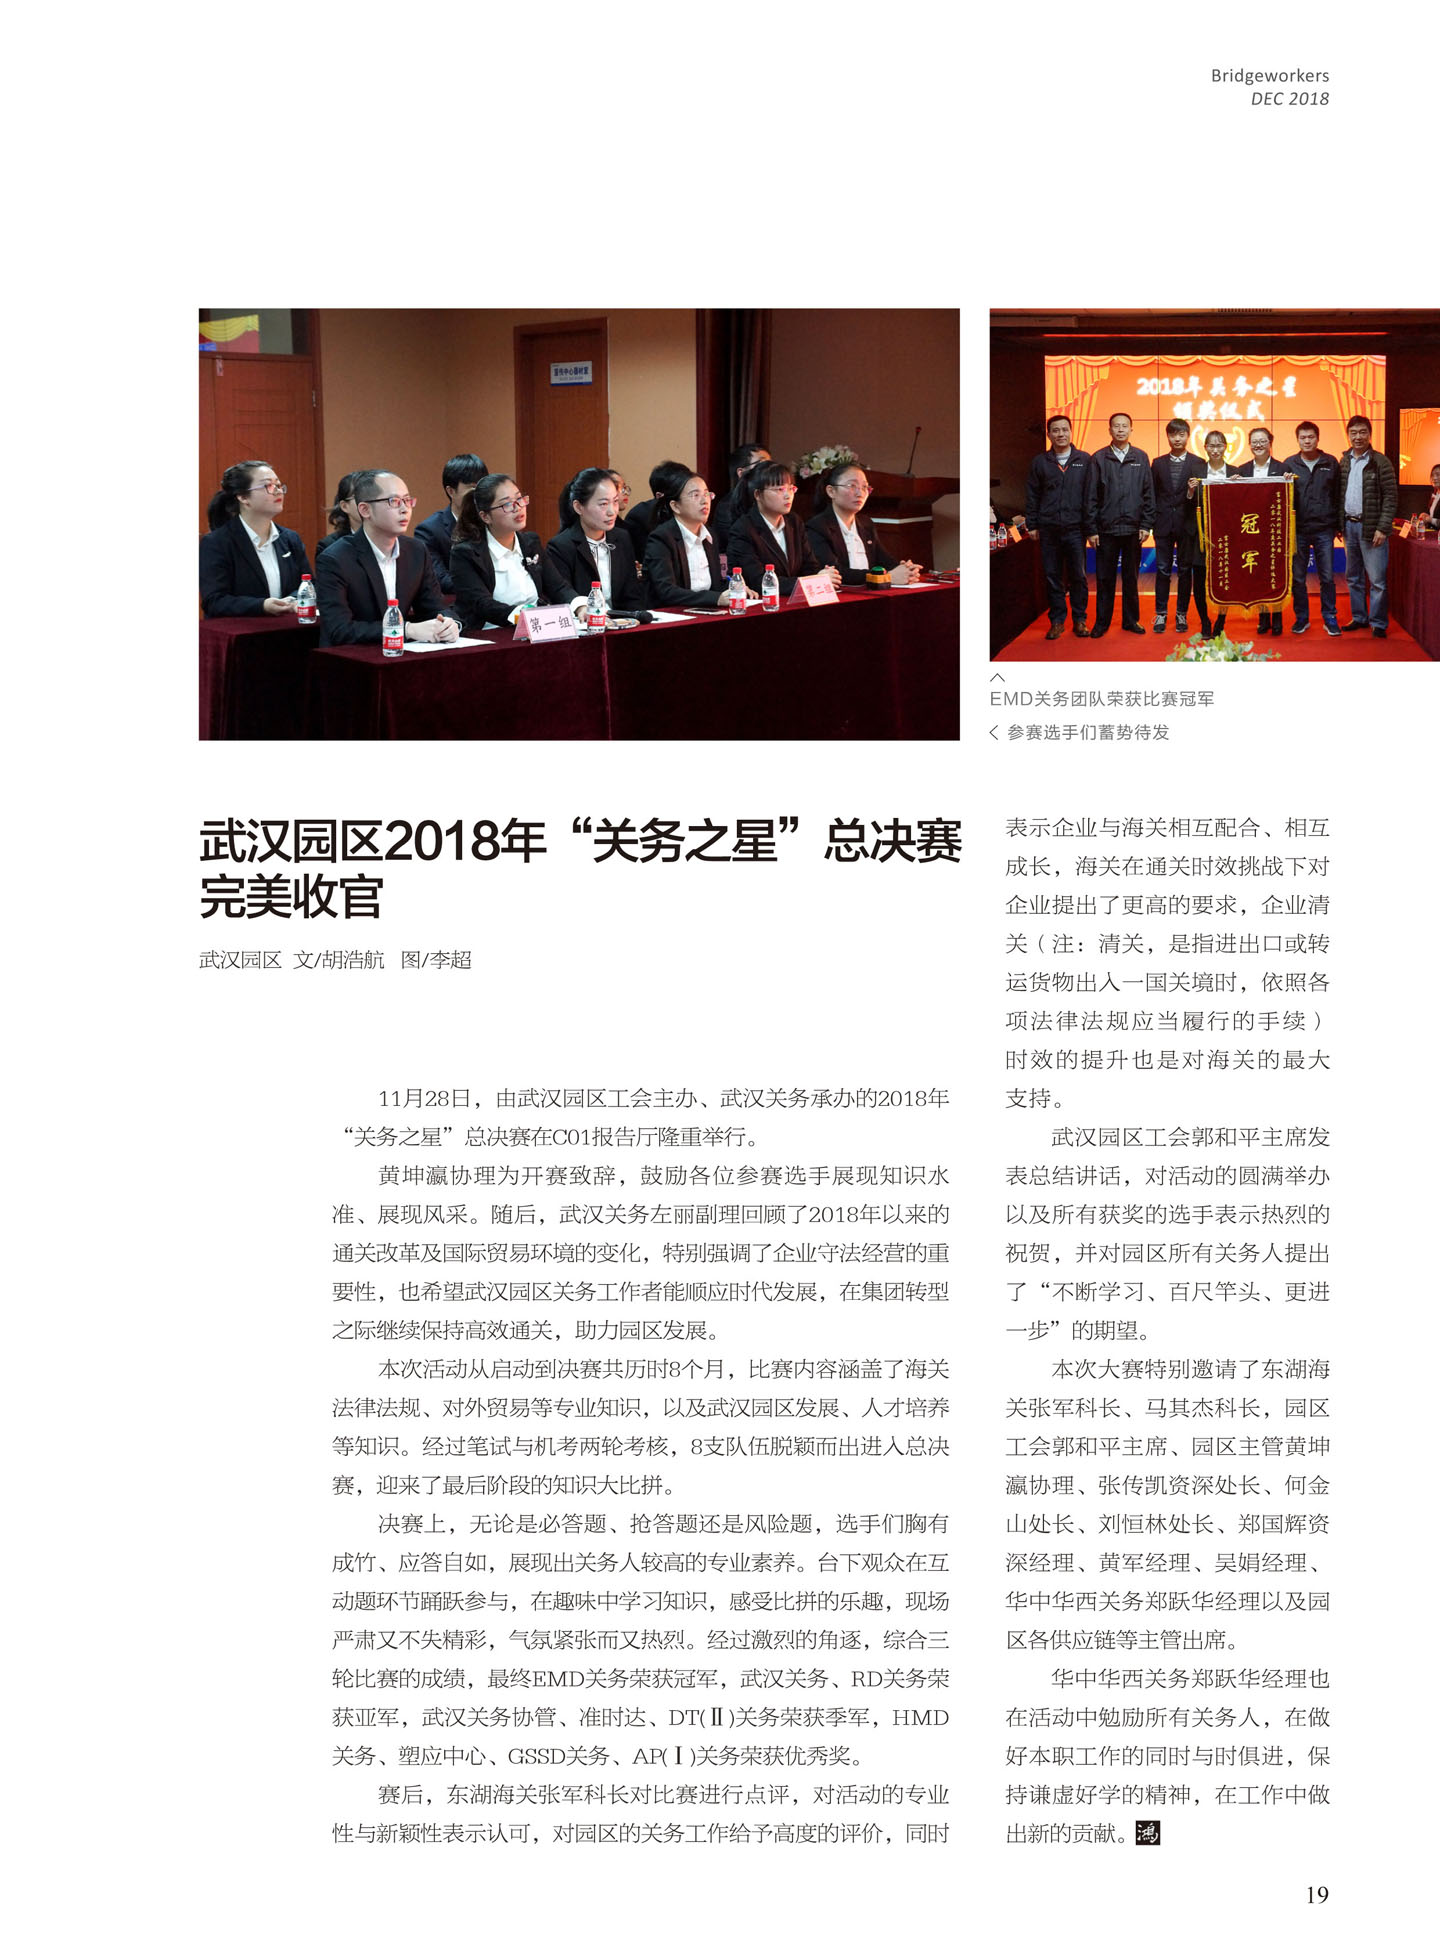 Bridgeworkers
DEC 2018
宣传中心器材室
第一组
第二组
2018年关务之星
颁奖仪式
冠军
EMD关务团队荣获比赛冠军
参赛选手们蓄势待发
武汉园区2018年“关务之星”总决赛
完美收官
武汉园区 文/胡浩航 图/李超
11月28日，由武汉园区工会主办、武汉关务承办的2018年
“关务之星”总决赛在C01报告厅隆重举行。
黄坤瀛协理为开赛致辞，鼓励各位参赛选手展现知识水
准、展现风采。随后，武汉关务左丽副理回顾了2018年以来的
通关改革及国际贸易环境的变化，特别强调了企业守法经营的重
要性，也希望武汉园区关务工作者能顺应时代发展，在集团转型
之际继续保持高效通关，助力园区发展。
本次活动从启动到决赛共历时8个月，比赛内容涵盖了海关
法律法规、对外贸易等专业知识，以及武汉园区发展、人才培养
等知识。经过笔试与机考两轮考核，8支队伍脱颖而出进入总决
赛，迎来了最后阶段的知识大比拼。
决赛上，无论是必答题、抢答题还是风险题，选手们胸有
成竹、应答自如，展现出关务人较高的专业素养。台下观众在互
动题环节踊跃参与，在趣味中学习知识，感受比拼的乐趣，现场
严肃又不失精彩，气氛紧张而又热烈。经过激烈的角逐，综合三
轮比赛的成绩，最终EMD关务荣获冠军，武汉关务、RD关务荣
获亚军，武汉关务协管、准时达、DT(Ⅱ)关务荣获季军，HMD
关务、塑应中心、GSSD关务、AP(Ⅰ)关务荣获优秀奖。
赛后，东湖海关张军科长对比赛进行点评，对活动的专业
性与新颖性表示认可，对园区的关务工作给予高度的评价，同时
表示企业与海关相互配合、相互
成长，海关在通关时效挑战下对
企业提出了更高的要求，企业清
关（注：清关，是指进出口或转
运货物出入一国关境时，依照各
项法律法规应当履行的手续）
时效的提升也是对海关的最大
支持。
武汉园区工会郭和平主席发
表总结讲话，对活动的圆满举办
以及所有获奖的选手表示热烈的
祝贺，并对园区所有关务人提出
了“不断学习、百尺竿头、更进
一步”的期望。
本次大赛特别邀请了东湖海
关张军科长、马其杰科长，园区
工会郭和平主席、园区主管黄坤
瀛协理、张传凯资深处长、何金
山处长、刘恒林处长、郑国辉资
深经理、黄军经理、吴娟经理、
华中华西关务郑跃华经理以及园
区各供应链等主管出席。
华中华西关务郑跃华经理也
在活动中勉励所有关务人，在做
好本职工作的同时与时俱进，保
持谦虚好学的精神，在工作中做
出新的贡献。鸿
19